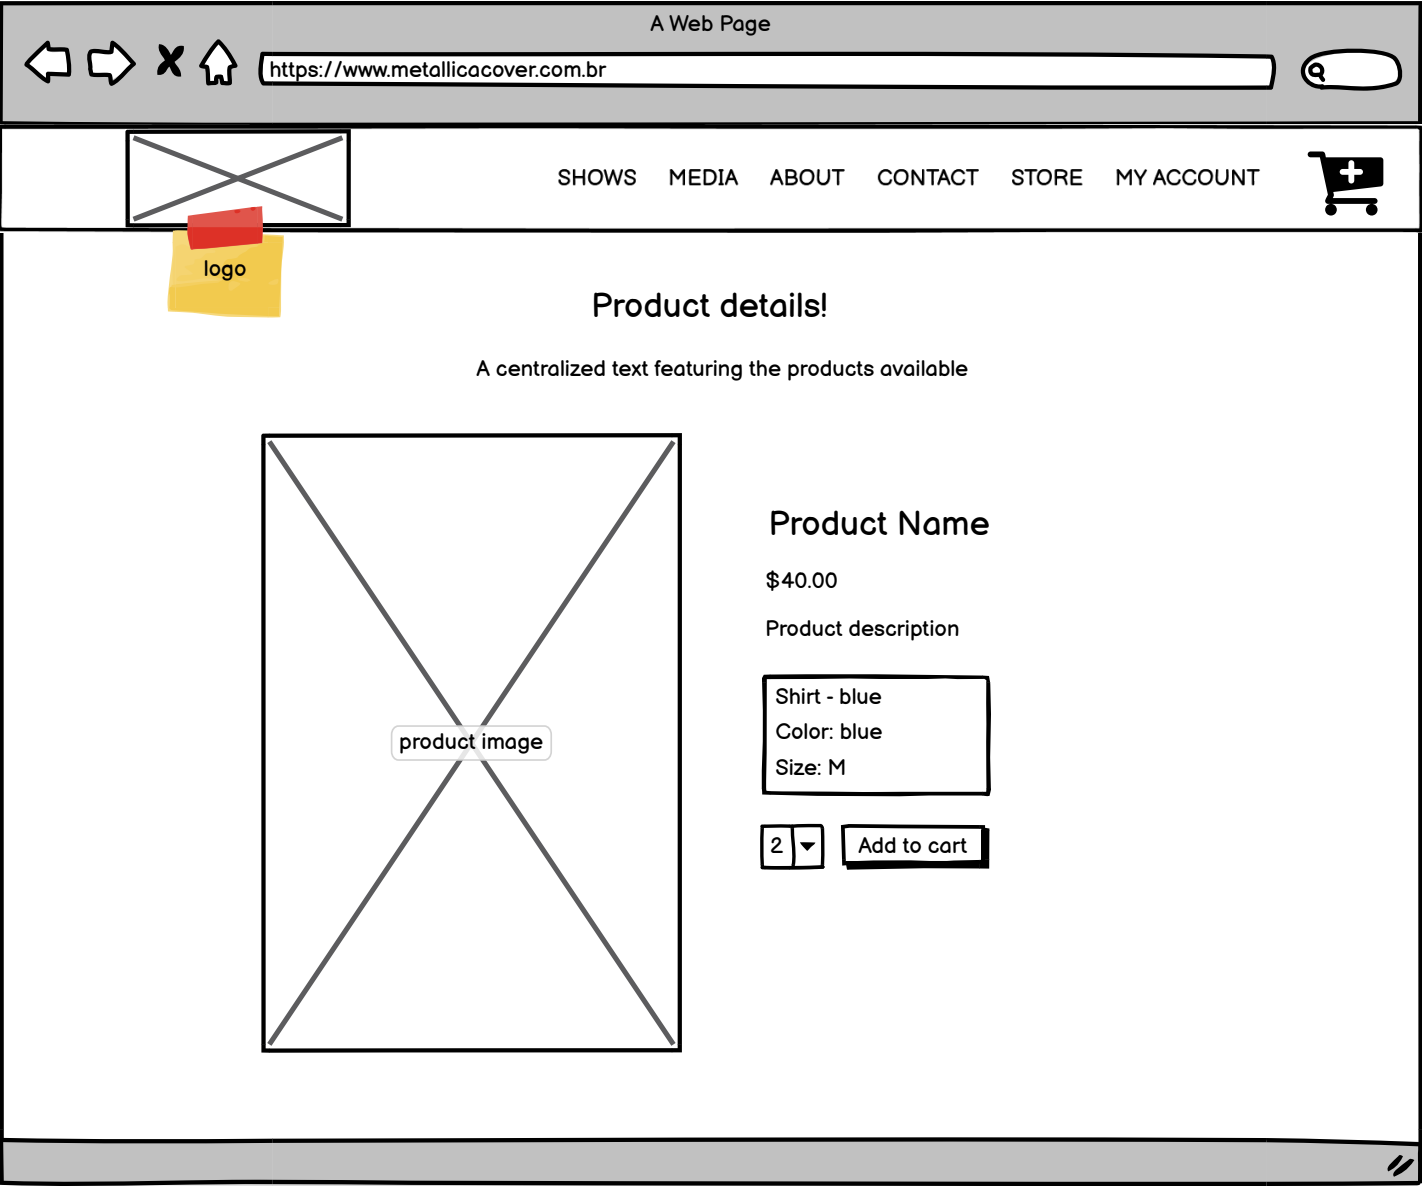 A Web Page
https://www.metallicacover.com.br
SHOWS MEDIA ABOUT CONTACT STORE MY ACCOUNT
logo
Product details!
A centralized text featuring the products available
Product Name
$40.00
Product description
Shirt - blue
Color: blue
Size: M
product image
2 Add to cart